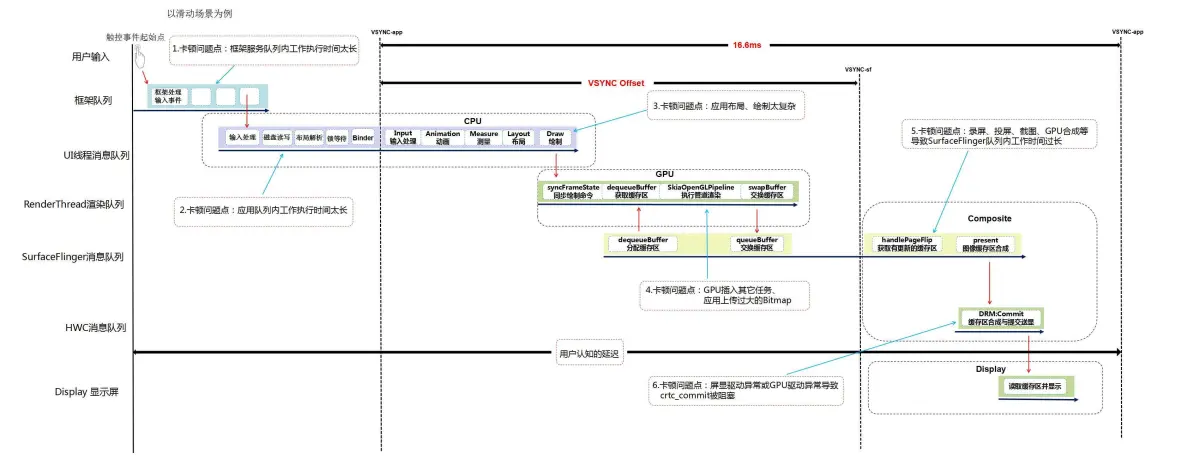 以滑动场景为例
触控事件起始点
VSYNC-app
VSYNC-app
16.6ms
用户输入
1.卡顿问题点：框架服务队列内工作执行时间太长
VSYNC-sf
VSYNC Offset
框架队列
框架处理
输入事件
3.卡顿问题点：应用布局、绘制太复杂
CPU
UI线程消息队列
输入处理
磁盘读写
布局解析
锁等待
Binder
Input
输入处理
Animation
动画
Measure
测量
Layout
布局
Draw
绘制
5.卡顿问题点：录屏、投屏、截图、GPU合成等
导致SurfaceFlinger队列内工作时间过长
GPU
RenderThread渲染队列
syncFrameState
同步绘制命令
dequeueBuffer
获取缓存区
SkiaOpenGLPipeline
执行管道渲染
swapBuffer
交换缓存区
2.卡顿问题点：应用队列内工作执行时间太长
Composite
SurfaceFlinger消息队列
dequeueBuffer
分配缓存区
queueBuffer
交换缓存区
handlePageFlip
获取有更新的缓存区
present
图像缓存区合成
4.卡顿问题点：GPU插入其它任务、
应用上传过大的Bitmap
HWC消息队列
DRM:Commit
缓存区合成与提交送显
用户认知的延迟
Display
Display 显示屏
6.卡顿问题点：屏显驱动异常或GPU驱动异常导致
crtc_commit被阻塞
读取缓存区并显示